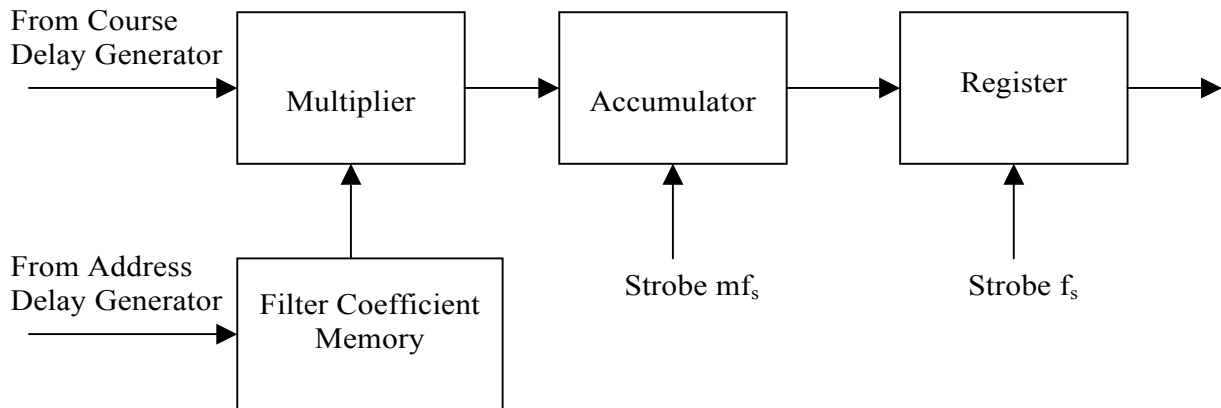 From Course
Delay Generator
Multiplier
Accumulator
Register
From Address
Delay Generator
Filter Coefficient
Memory
Strobe mfₛ
Strobe fₛ